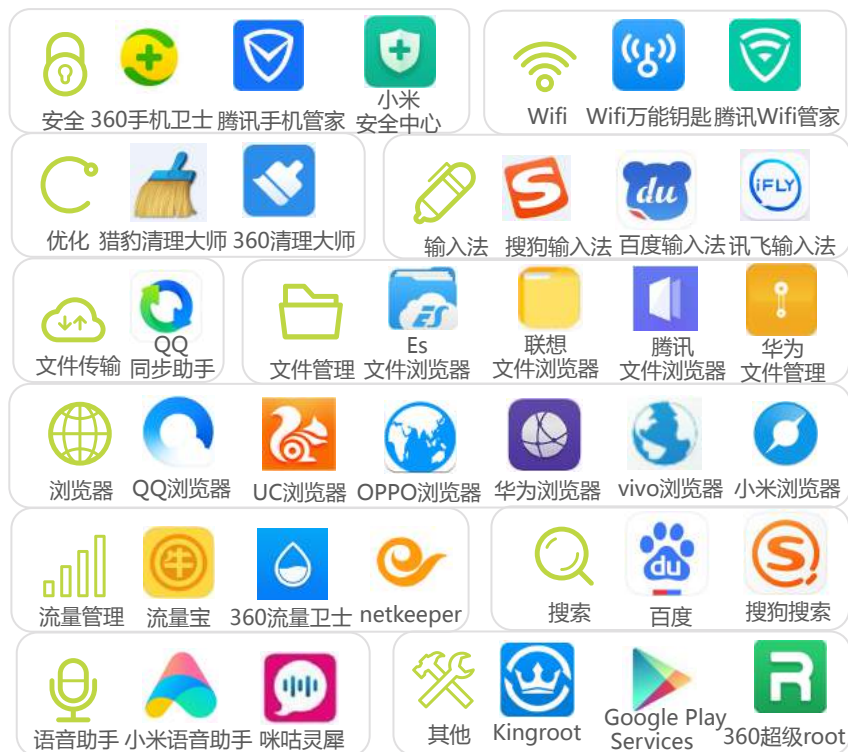 安全 360手机卫士 腾讯手机管家 小米
安全中心
Wifi Wifi万能钥匙 腾讯Wifi管家
优化 猎豹清理大师 360清理大师
S
du
iFLY
输入法 搜狗输入法 百度输入法 讯飞输入法
文件传输 QQ
同步助手
ES
文件管理 Es
文件浏览器
联想
文件浏览器
腾讯
文件浏览器
华为
文件管理
浏览器 QQ浏览器 UC浏览器 OPPO浏览器 华为浏览器 vivo浏览器 小米浏览器
牛
流量管理 流量宝 360流量卫士 netkeeper
du
S
搜索 百度 搜狗搜索
语音助手 小米语音助手 咪咕灵犀
R
其他 Kingroot Google Play
Services
360超级root